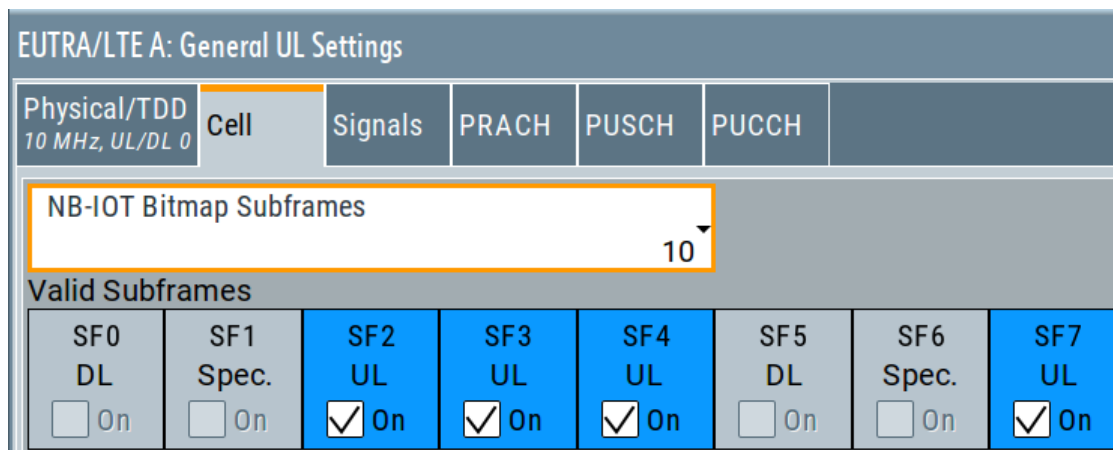 EUTRA/LTE A: General UL Settings
Physical/TDD
10 MHz, UL/DL 0
Cell
Signals
PRACH
PUSCH
PUCCH
NB-IOT Bitmap Subframes
10
Valid Subframes
SF0 SF1 SF2 SF3 SF4 SF5 SF6 SF7
DL Spec. UL UL UL DL Spec. UL
On On On On On On On On